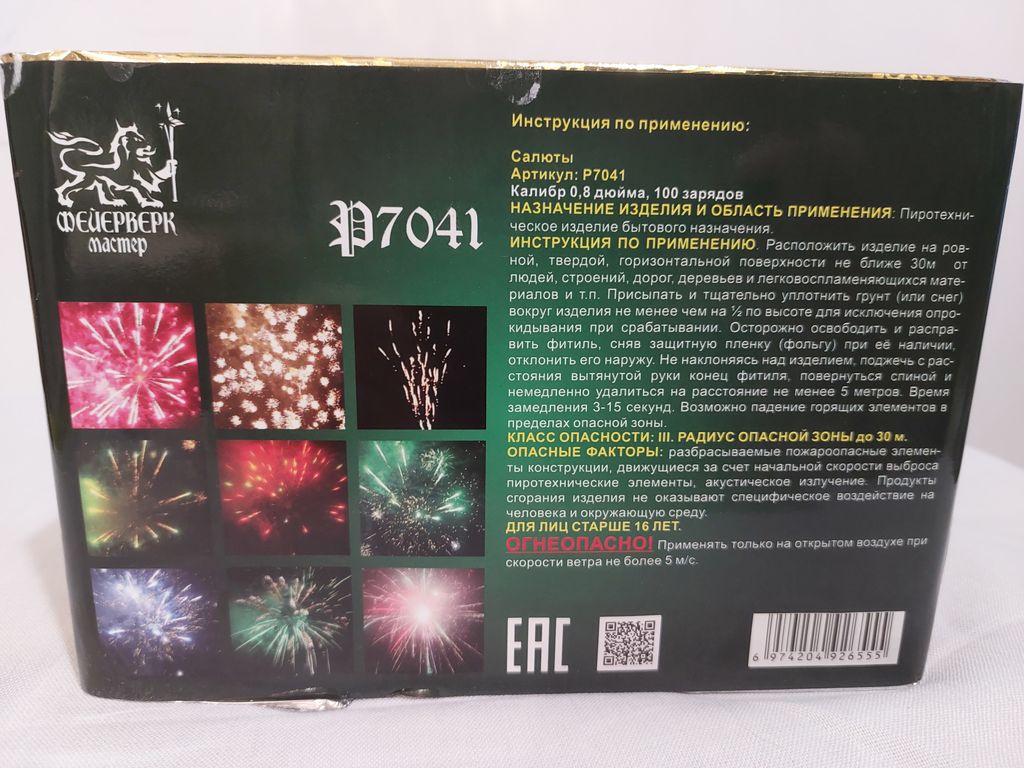 ФЕЙЕРВЕРК
мастер
P7041
Инструкция по применению:
Салюты
Артикул: Р7041
Калибр 0,8 дюйма, 100 зарядов
НАЗНАЧЕНИЕ ИЗДЕЛИЯ И ОБЛАСТЬ ПРИМЕНЕНИЯ: Пиротехни-
ческое изделие бытового назначения.
ИНСТРУКЦИЯ ПО ПРИМЕНЕНИЮ. Расположить изделие на ров-
ной, твердой, горизонтальной поверхности не ближе 30м от
людей, строений, дорог, деревьев и легковоспламеняющихся мате-
риалов и т.п. Присыпать и тщательно уплотнить грунт (или снег)
вокруг изделия не менее чем на ½ по высоте для исключения опро-
кидывания при срабатывании. Осторожно освободить и распра-
вить фитиль, сняв защитную пленку (фольгу) при её наличии,
отклонить его наружу. Не наклоняясь над изделием, поджечь с рас-
стояния вытянутой руки конец фитиля, повернуться спиной и
немедленно удалиться на расстояние не менее 5 метров. Время
замедления 3-15 секунд. Возможно падение горящих элементов в
пределах опасной зоны.
КЛАСС ОПАСНОСТИ: III. РАДИУС ОПАСНОЙ ЗОНЫ до 30 м.
ОПАСНЫЕ ФАКТОРЫ: разбрасываемые пожароопасные элемен-
ты конструкции, движущиеся за счет начальной скорости выброса
пиротехнические элементы, акустическое излучение. Продукты
сгорания изделия не оказывают специфическое воздействие на
человека и окружающую среду.
ДЛЯ ЛИЦ СТАРШЕ 16 ЛЕТ.
ОГНЕОПАСНО! Применять только на открытом воздухе при
скорости ветра не более 5 м/с.
EAC
6 974204 926555